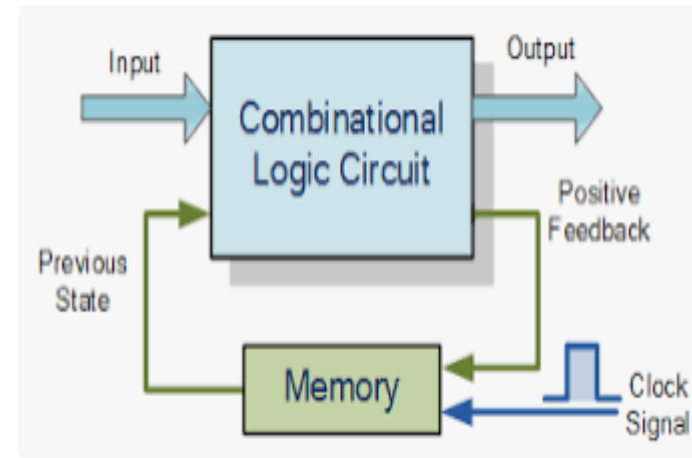 Input
Output
Combinational
Logic Circuit
Positive
Feedback
Previous
State
Memory
Clock
Signal